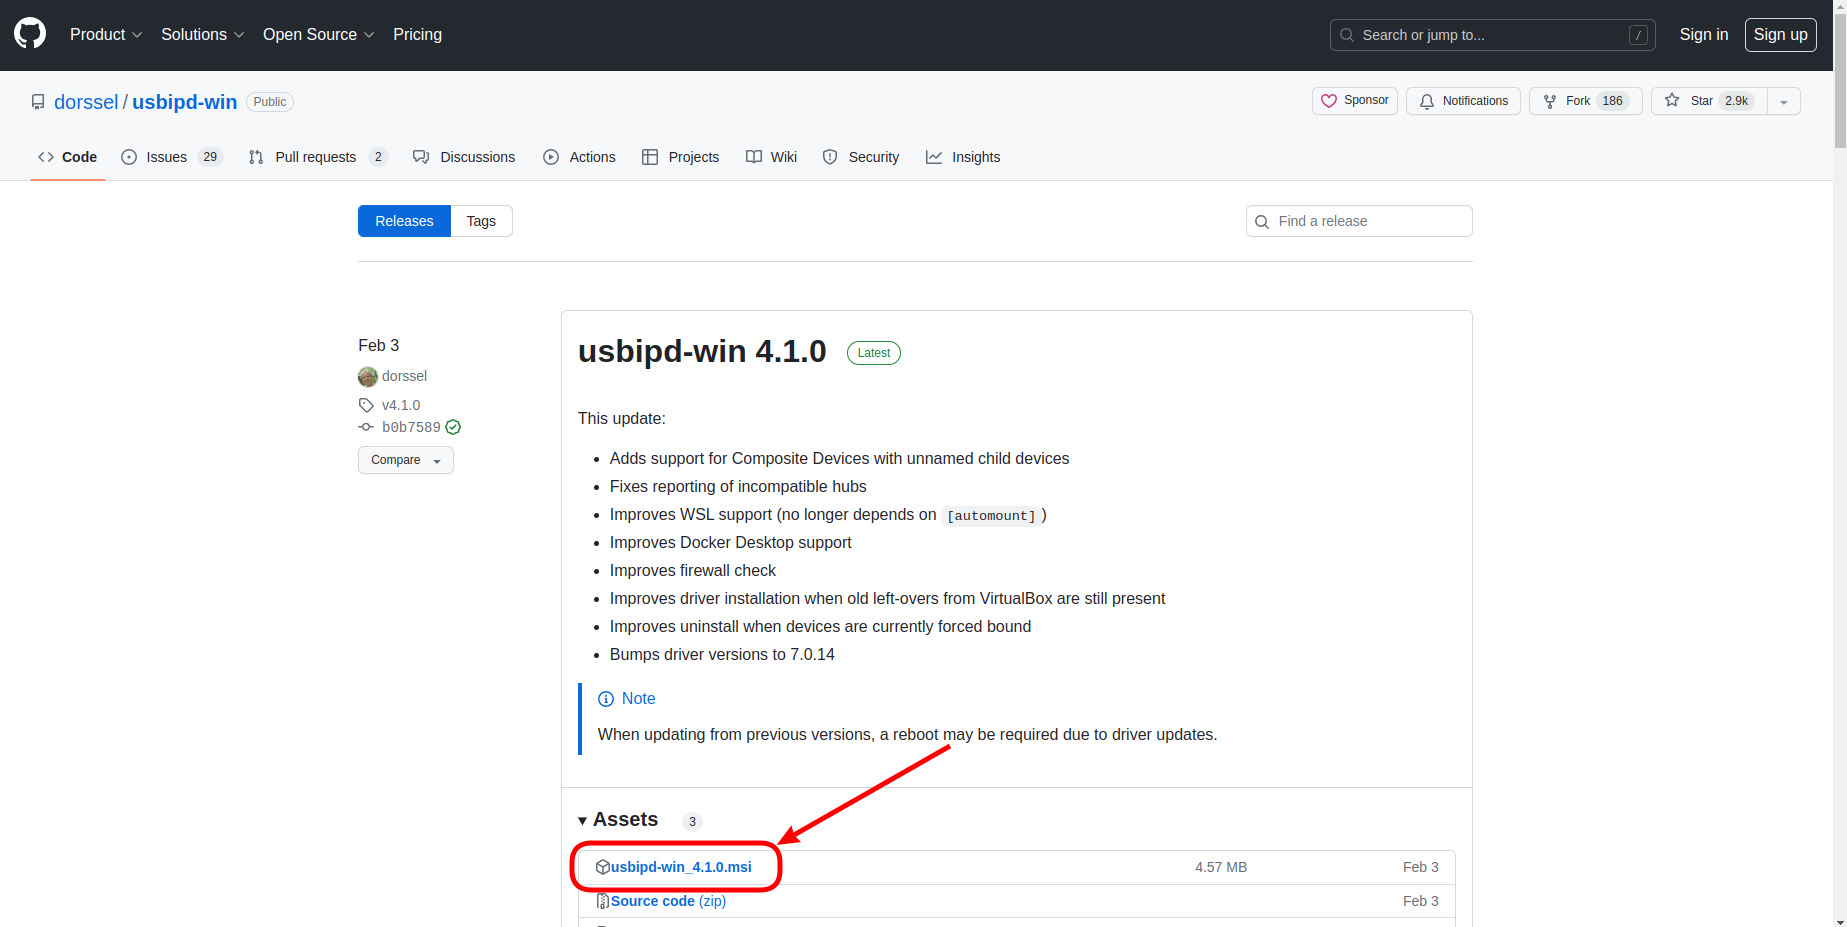 Product Solutions Open Source Pricing Search or jump to... / Sign in Sign up
dorssel / usbipd-win Public Sponsor Notifications Fork 186 Star 2.9k
Code Issues 29 Pull requests 2 Discussions Actions Projects Wiki Security Insights
Releases Tags Find a release
Feb 3
dorssel
v4.1.0
b0b7589
Compare
usbipd-win 4.1.0 Latest
This update:
• Adds support for Composite Devices with unnamed child devices
• Fixes reporting of incompatible hubs
• Improves WSL support (no longer depends on [automount] )
• Improves Docker Desktop support
• Improves firewall check
• Improves driver installation when old left-overs from VirtualBox are still present
• Improves uninstall when devices are currently forced bound
• Bumps driver versions to 7.0.14
Note
When updating from previous versions, a reboot may be required due to driver updates.
Assets 3
usbipd-win_4.1.0.msi 4.57 MB Feb 3
Source code (zip) Feb 3